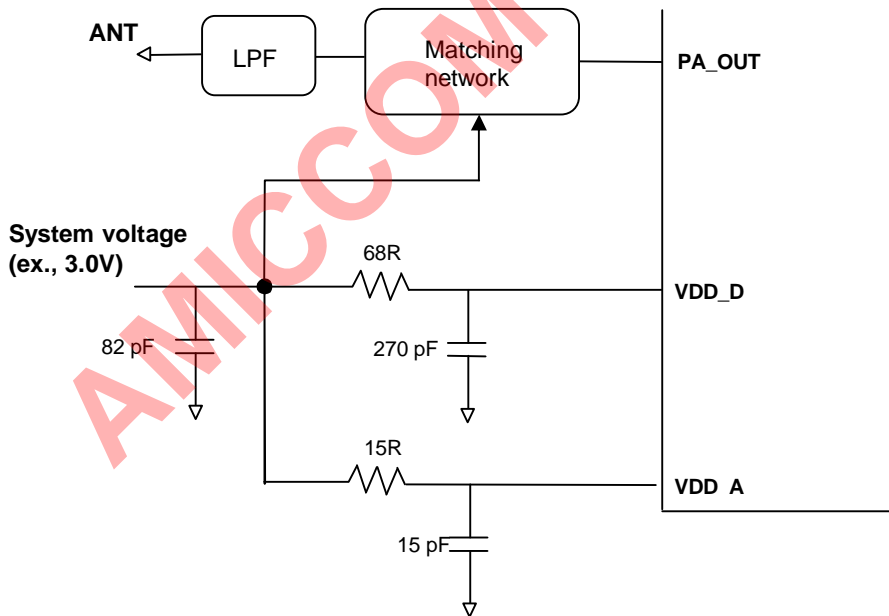 ANT
LPF
Matching
network
PA_OUT
System voltage
(ex., 3.0V)
68R
VDD_D
82 pF
270 pF
15R
VDD A
15 pF
AMICCOM